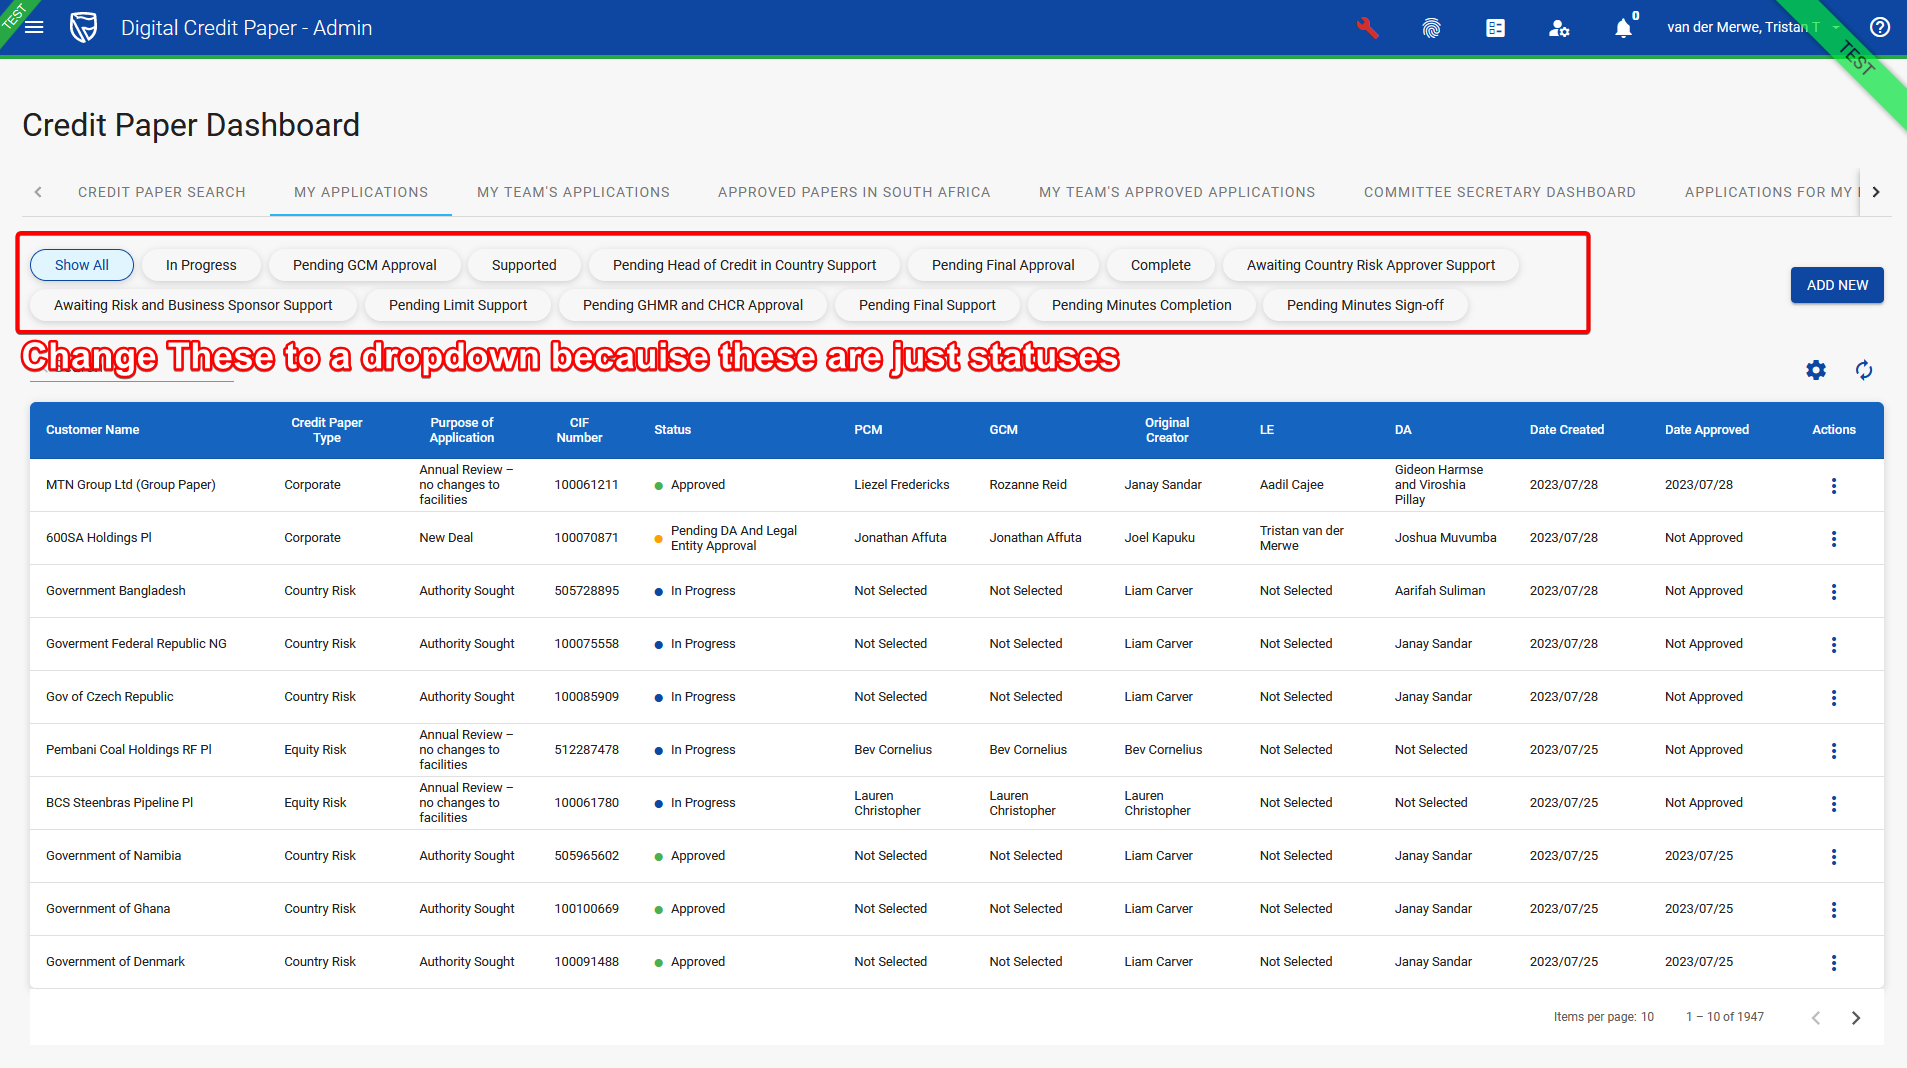 TEST
Digital Credit Paper - Admin
0
van der Merwe, Tristan T
TEST
Credit Paper Dashboard
CREDIT PAPER SEARCH MY APPLICATIONS MY TEAM'S APPLICATIONS APPROVED PAPERS IN SOUTH AFRICA MY TEAM'S APPROVED APPLICATIONS COMMITTEE SECRETARY DASHBOARD APPLICATIONS FOR MY
Show All In Progress Pending GCM Approval Supported Pending Head of Credit in Country Support Pending Final Approval Complete Awaiting Country Risk Approver Support
Awaiting Risk and Business Sponsor Support Pending Limit Support Pending GHMR and CHCR Approval Pending Final Support Pending Minutes Completion Pending Minutes Sign-off
ADD NEW
Change These to a dropdown becauise these are just statuses
Customer Name Credit Paper Type Purpose of Application CIF Number Status PCM GCM Original Creator LE DA Date Created Date Approved Actions
MTN Group Ltd (Group Paper) Corporate Annual Review – no changes to facilities 100061211 Approved Liezel Fredericks Rozanne Reid Janay Sandar Aadil Cajee Gideon Harmse and Viroshia Pillay 2023/07/28 2023/07/28
600SA Holdings Pl Corporate New Deal 100070871 Pending DA And Legal Entity Approval Jonathan Affuta Jonathan Affuta Joel Kapuku Tristan van der Merwe Joshua Muvumba 2023/07/28 Not Approved
Government Bangladesh Country Risk Authority Sought 505728895 In Progress Not Selected Not Selected Liam Carver Not Selected Aarifah Suliman 2023/07/28 Not Approved
Goverment Federal Republic NG Country Risk Authority Sought 100075558 In Progress Not Selected Not Selected Liam Carver Not Selected Janay Sandar 2023/07/28 Not Approved
Gov of Czech Republic Country Risk Authority Sought 100085909 In Progress Not Selected Not Selected Liam Carver Not Selected Janay Sandar 2023/07/28 Not Approved
Pembani Coal Holdings RF Pl Equity Risk Annual Review – no changes to facilities 512287478 In Progress Bev Cornelius Bev Cornelius Bev Cornelius Not Selected Not Selected 2023/07/25 Not Approved
BCS Steenbras Pipeline Pl Equity Risk Annual Review – no changes to facilities 100061780 In Progress Lauren Christopher Lauren Christopher Lauren Christopher Not Selected Not Selected 2023/07/25 Not Approved
Government of Namibia Country Risk Authority Sought 505965602 Approved Not Selected Not Selected Liam Carver Not Selected Janay Sandar 2023/07/25 2023/07/25
Government of Ghana Country Risk Authority Sought 100100669 Approved Not Selected Not Selected Liam Carver Not Selected Janay Sandar 2023/07/25 2023/07/25
Government of Denmark Country Risk Authority Sought 100091488 Approved Not Selected Not Selected Liam Carver Not Selected Janay Sandar 2023/07/25 2023/07/25
Items per page: 10 1 – 10 of 1947